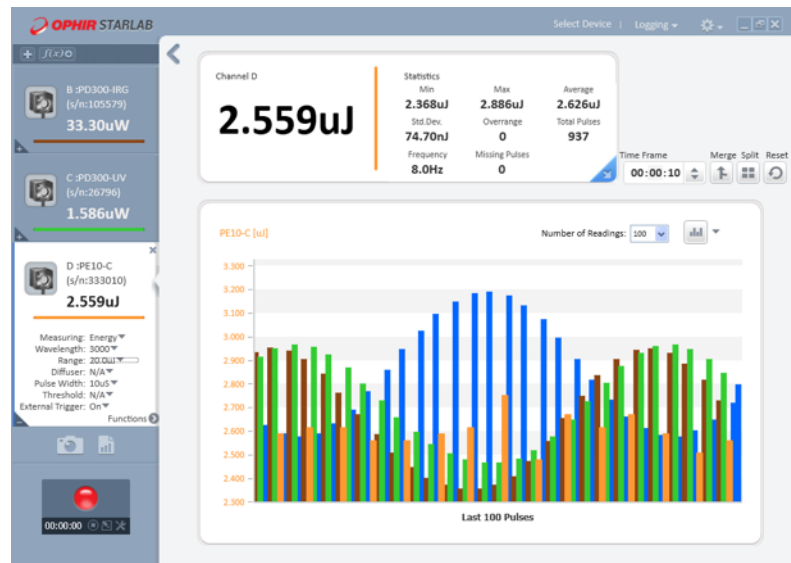 OPHIR STARLAB
Select Device | Logging
+ f(x)
B :PD300-IRG
(s/n:105579)
33.30uW
C :PD300-UV
(s/n:26796)
1.586uW
D :PE10-C
(s/n:333010)
2.559uJ
Measuring: Energy
Wavelength: 3000
Range: 20.0uJ
Diffuser: N/A
Pulse Width: 10uS
Threshold: N/A
External Trigger: On
Functions
00:00:00
Channel D
2.559uJ
Statistics
Min Max Average
2.368uJ 2.886uJ 2.626uJ
Std.Dev. Overrange Total Pulses
74.70nJ 0 937
Frequency Missing Pulses
8.0Hz 0
Time Frame Merge Split Reset
00:00:10
PE10-C [uJ]
Number of Readings: 100
3.300
3.200
3.100
3.000
2.900
2.800
2.700
2.600
2.500
2.400
2.300
Last 100 Pulses